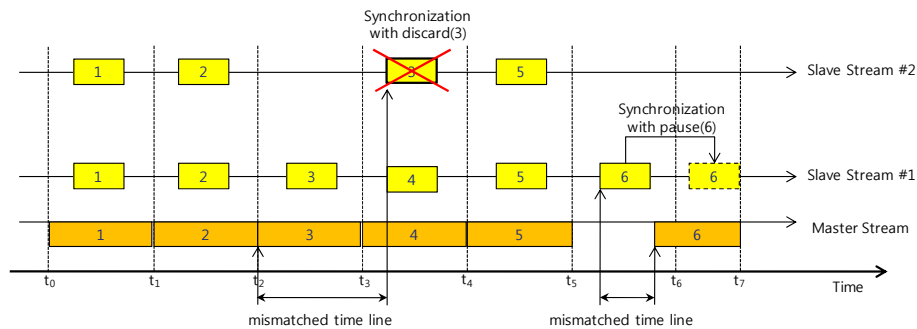 Synchronization
with discard(3)
1
2
3
5
Slave Stream #2
Synchronization
with pause(6)
1
2
3
4
5
6
6
Slave Stream #1
1
2
3
4
5
6
Master Stream
t0
t1
t2
t3
t4
t5
t6
t7
Time
mismatched time line
mismatched time line